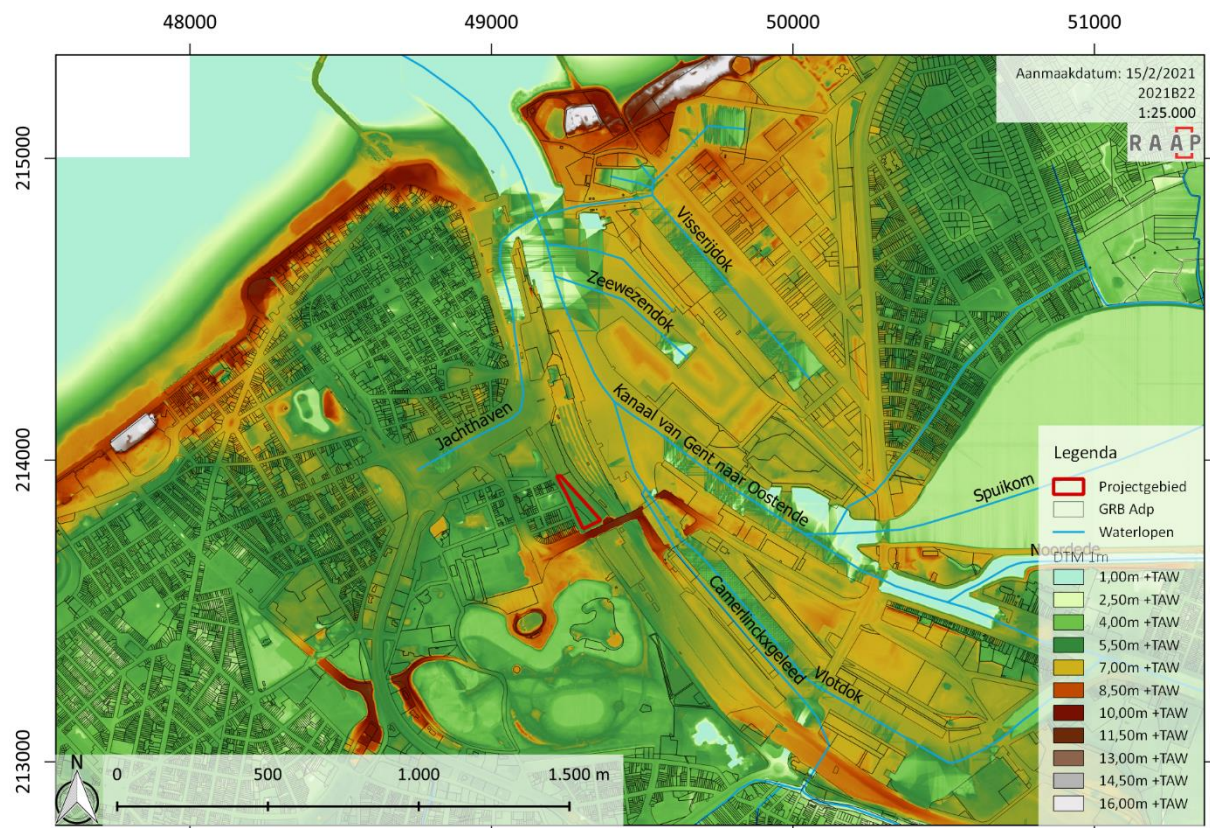 48000
49000
50000
51000
Aanmaakdatum: 15/2/2021
2021B22
1:25.000
RAAP
215000
214000
213000
Visserijdok
Zeewezendok
Kanaal van Gent naar Oostende
Jachthaven
Spuikom
Noordede
Camerlinckxgeleed
Vlotdok
Legenda
Projectgebied
GRB Adp
Waterlopen
DTM 1m
1,00m +TAW
2,50m +TAW
4,00m +TAW
5,50m +TAW
7,00m +TAW
8,50m +TAW
10,00m +TAW
11,50m +TAW
13,00m +TAW
14,50m +TAW
16,00m +TAW
N
0 500 1.000 1.500 m